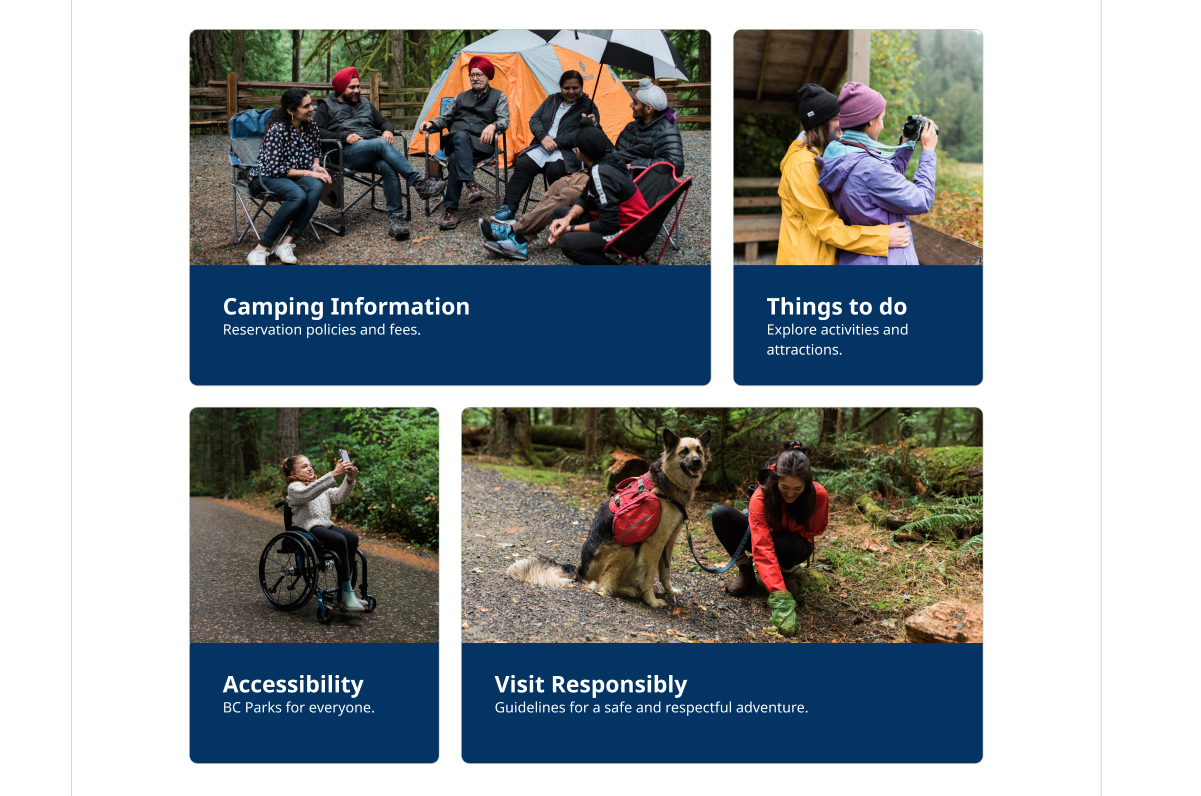 Camping Information
Reservation policies and fees.
Things to do
Explore activities and
attractions.
Accessibility
BC Parks for everyone.
Visit Responsibly
Guidelines for a safe and respectful adventure.